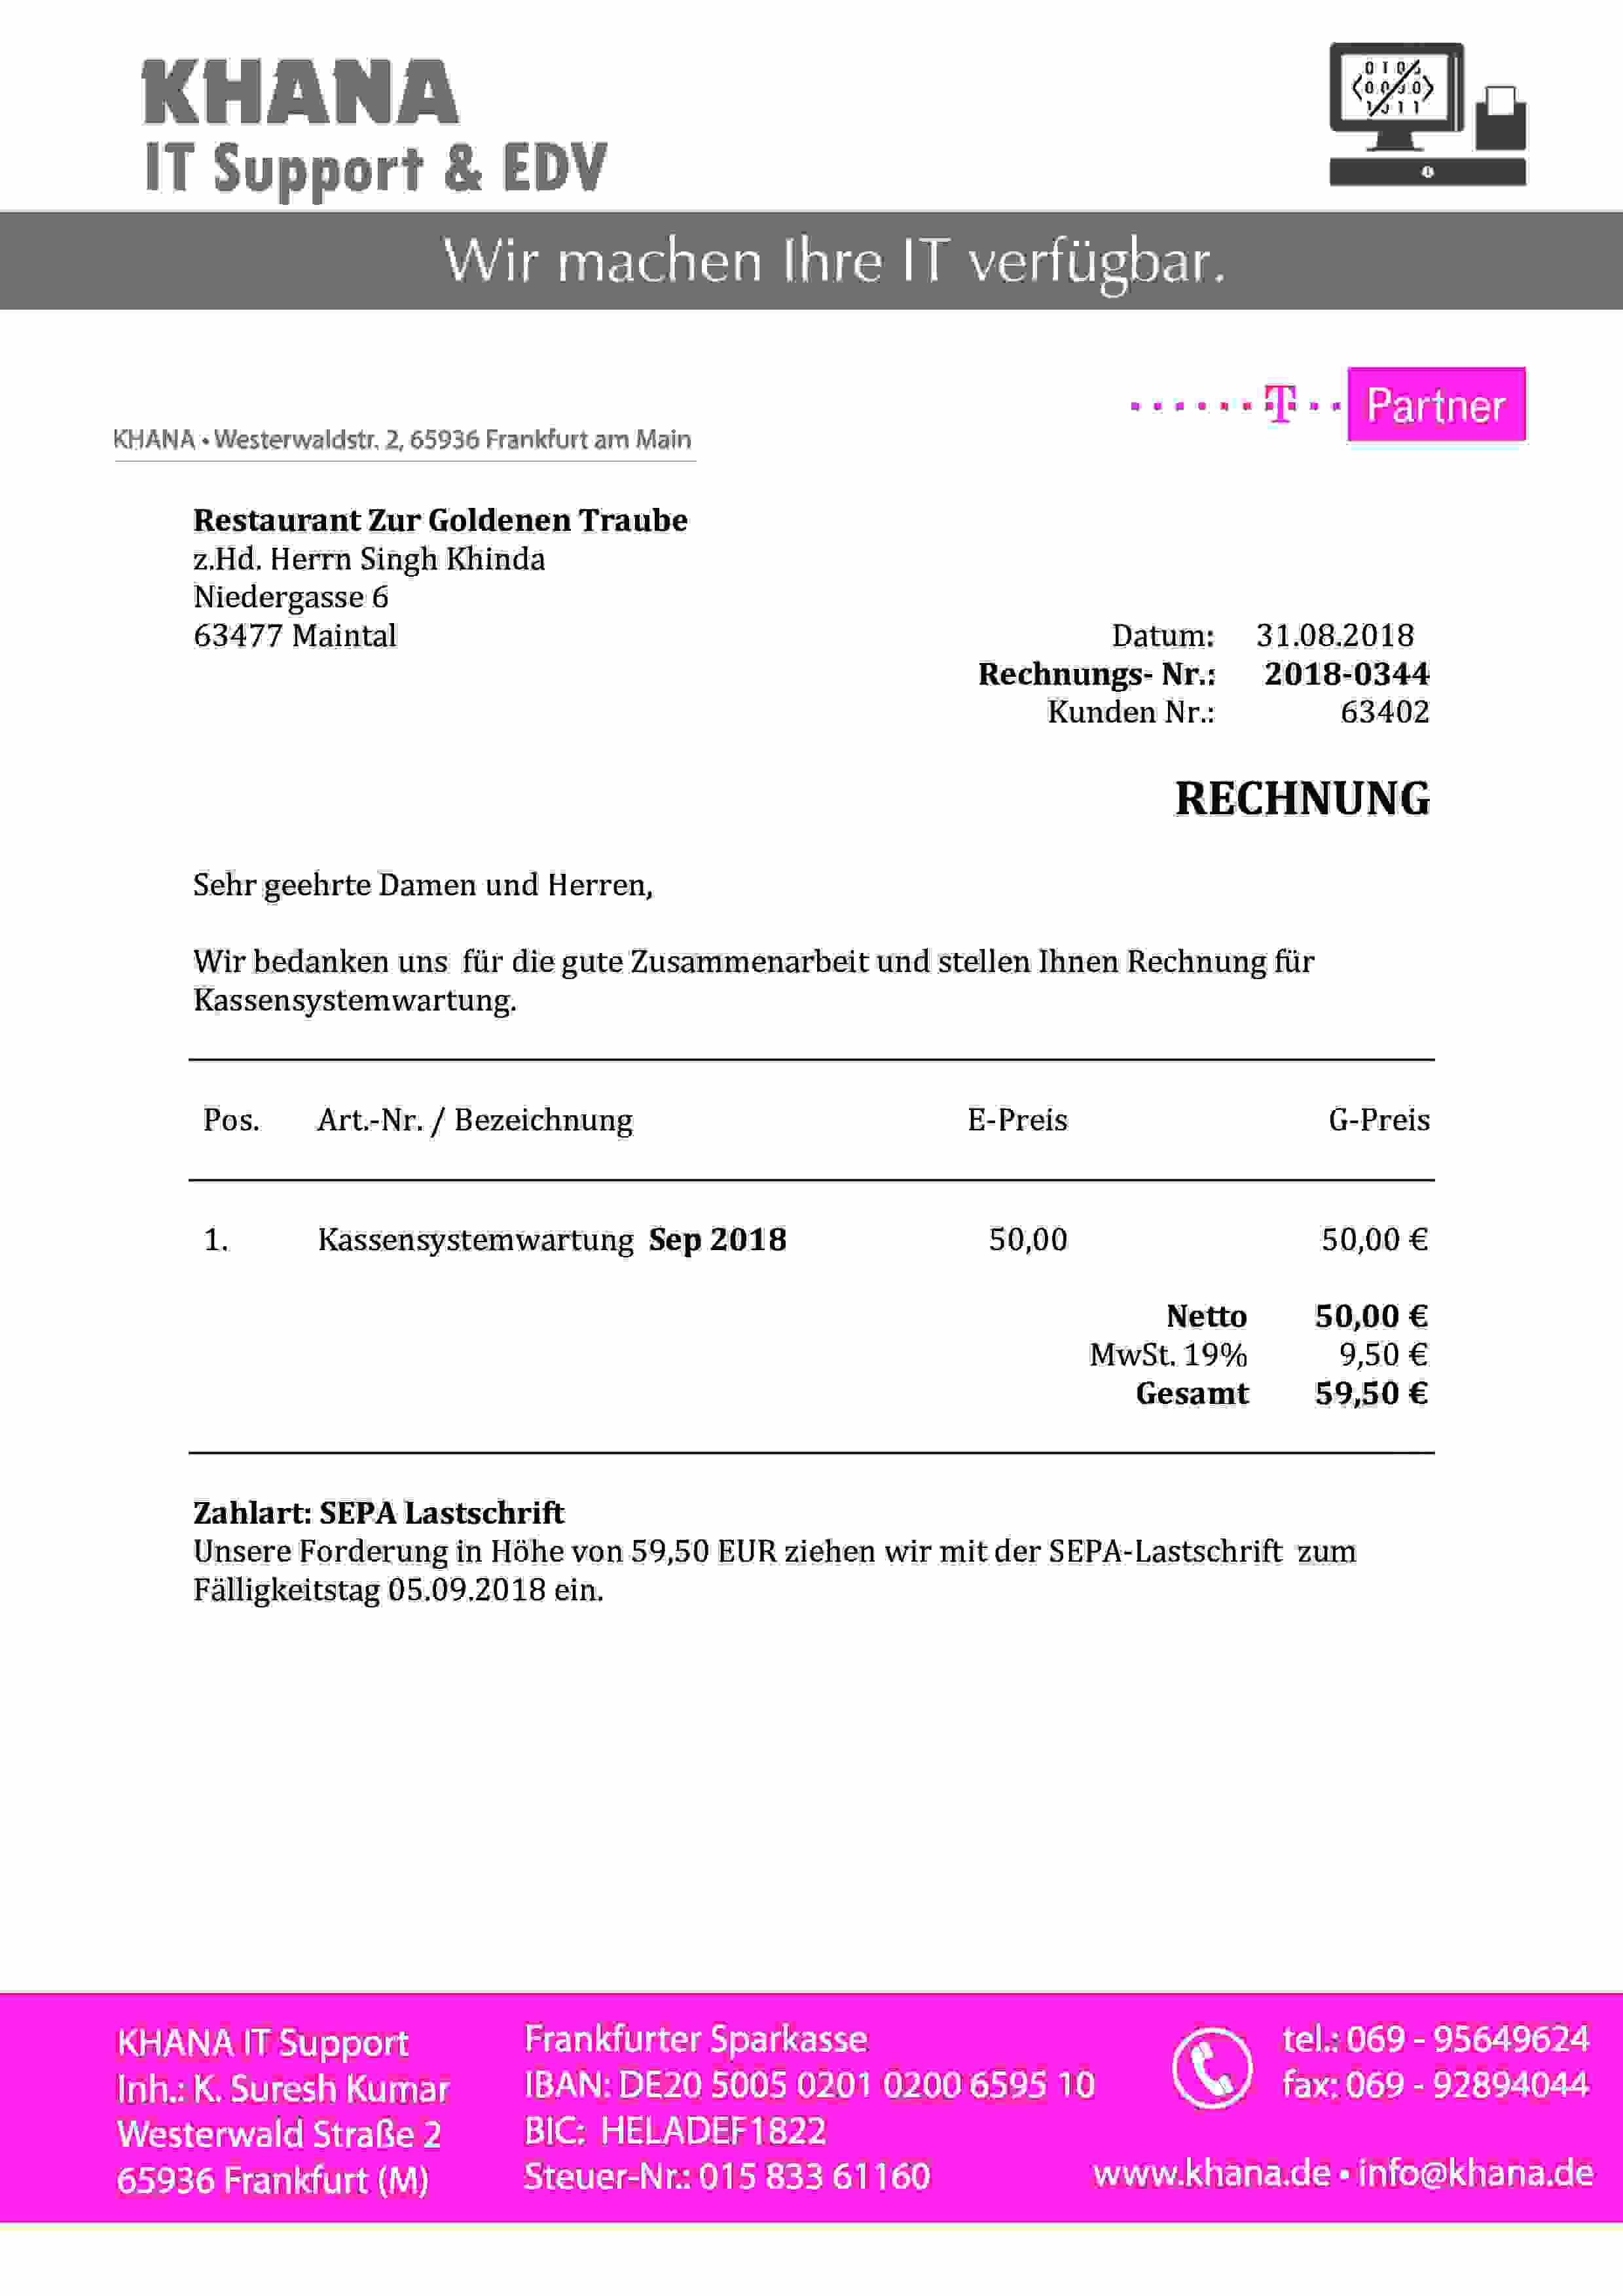 KHANA
IT Support & EDV
Wir machen Ihre IT verfügbar.
T Partner
KHANA • Westerwaldstr. 2, 65936 Frankfurt am Main
Restaurant Zur Goldenen Traube
z.Hd. Herrn Singh Khinda
Niedergasse 6
63477 Maintal
Datum: 31.08.2018
Rechnungs- Nr.: 2018-0344
Kunden Nr.: 63402
RECHNUNG
Sehr geehrte Damen und Herren,
Wir bedanken uns für die gute Zusammenarbeit und stellen Ihnen Rechnung für
Kassensystemwartung.
Pos. Art.-Nr. / Bezeichnung E-Preis G-Preis
1. Kassensystemwartung Sep 2018 50,00 50,00 €
Netto 50,00 €
MwSt. 19% 9,50 €
Gesamt 59,50 €
Zahlart: SEPA Lastschrift
Unsere Forderung in Höhe von 59,50 EUR ziehen wir mit der SEPA-Lastschrift zum
Fälligkeitstag 05.09.2018 ein.
KHANA IT Support
Inh.: K. Suresh Kumar
Westerwald Straße 2
65936 Frankfurt (M)
Frankfurter Sparkasse
IBAN: DE20 5005 0201 0200 6595 10
BIC: HELADEF1822
Steuer-Nr.: 015 833 61160
tel.: 069 - 95649624
fax: 069 - 92894044
www.khana.de • info@khana.de